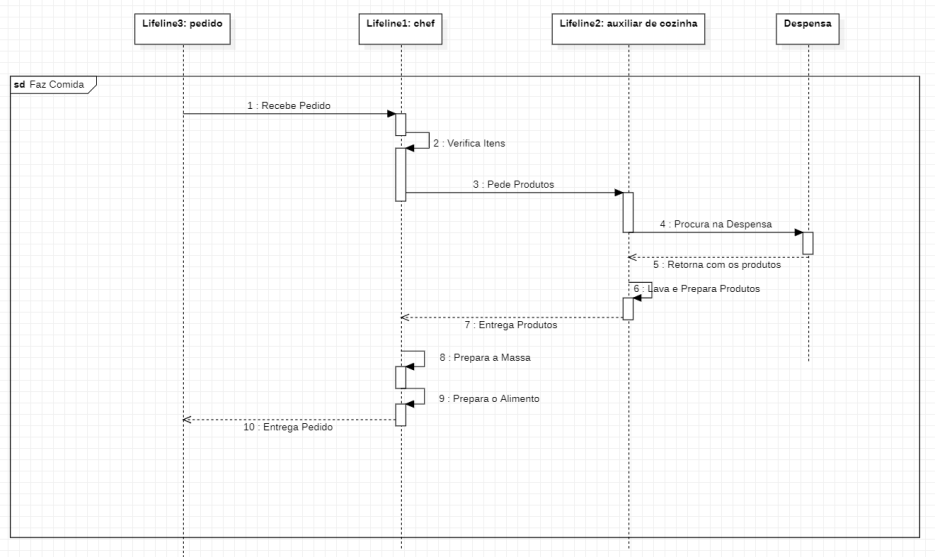 Lifeline3: pedido
Lifeline1: chef
Lifeline2: auxiliar de cozinha
Despensa
sd Faz Comida
1 : Recebe Pedido
2 : Verifica Itens
3 : Pede Produtos
4 : Procura na Despensa
5 : Retorna com os produtos
6 : Lava e Prepara Produtos
7 : Entrega Produtos
8 : Prepara a Massa
9 : Prepara o Alimento
10 : Entrega Pedido